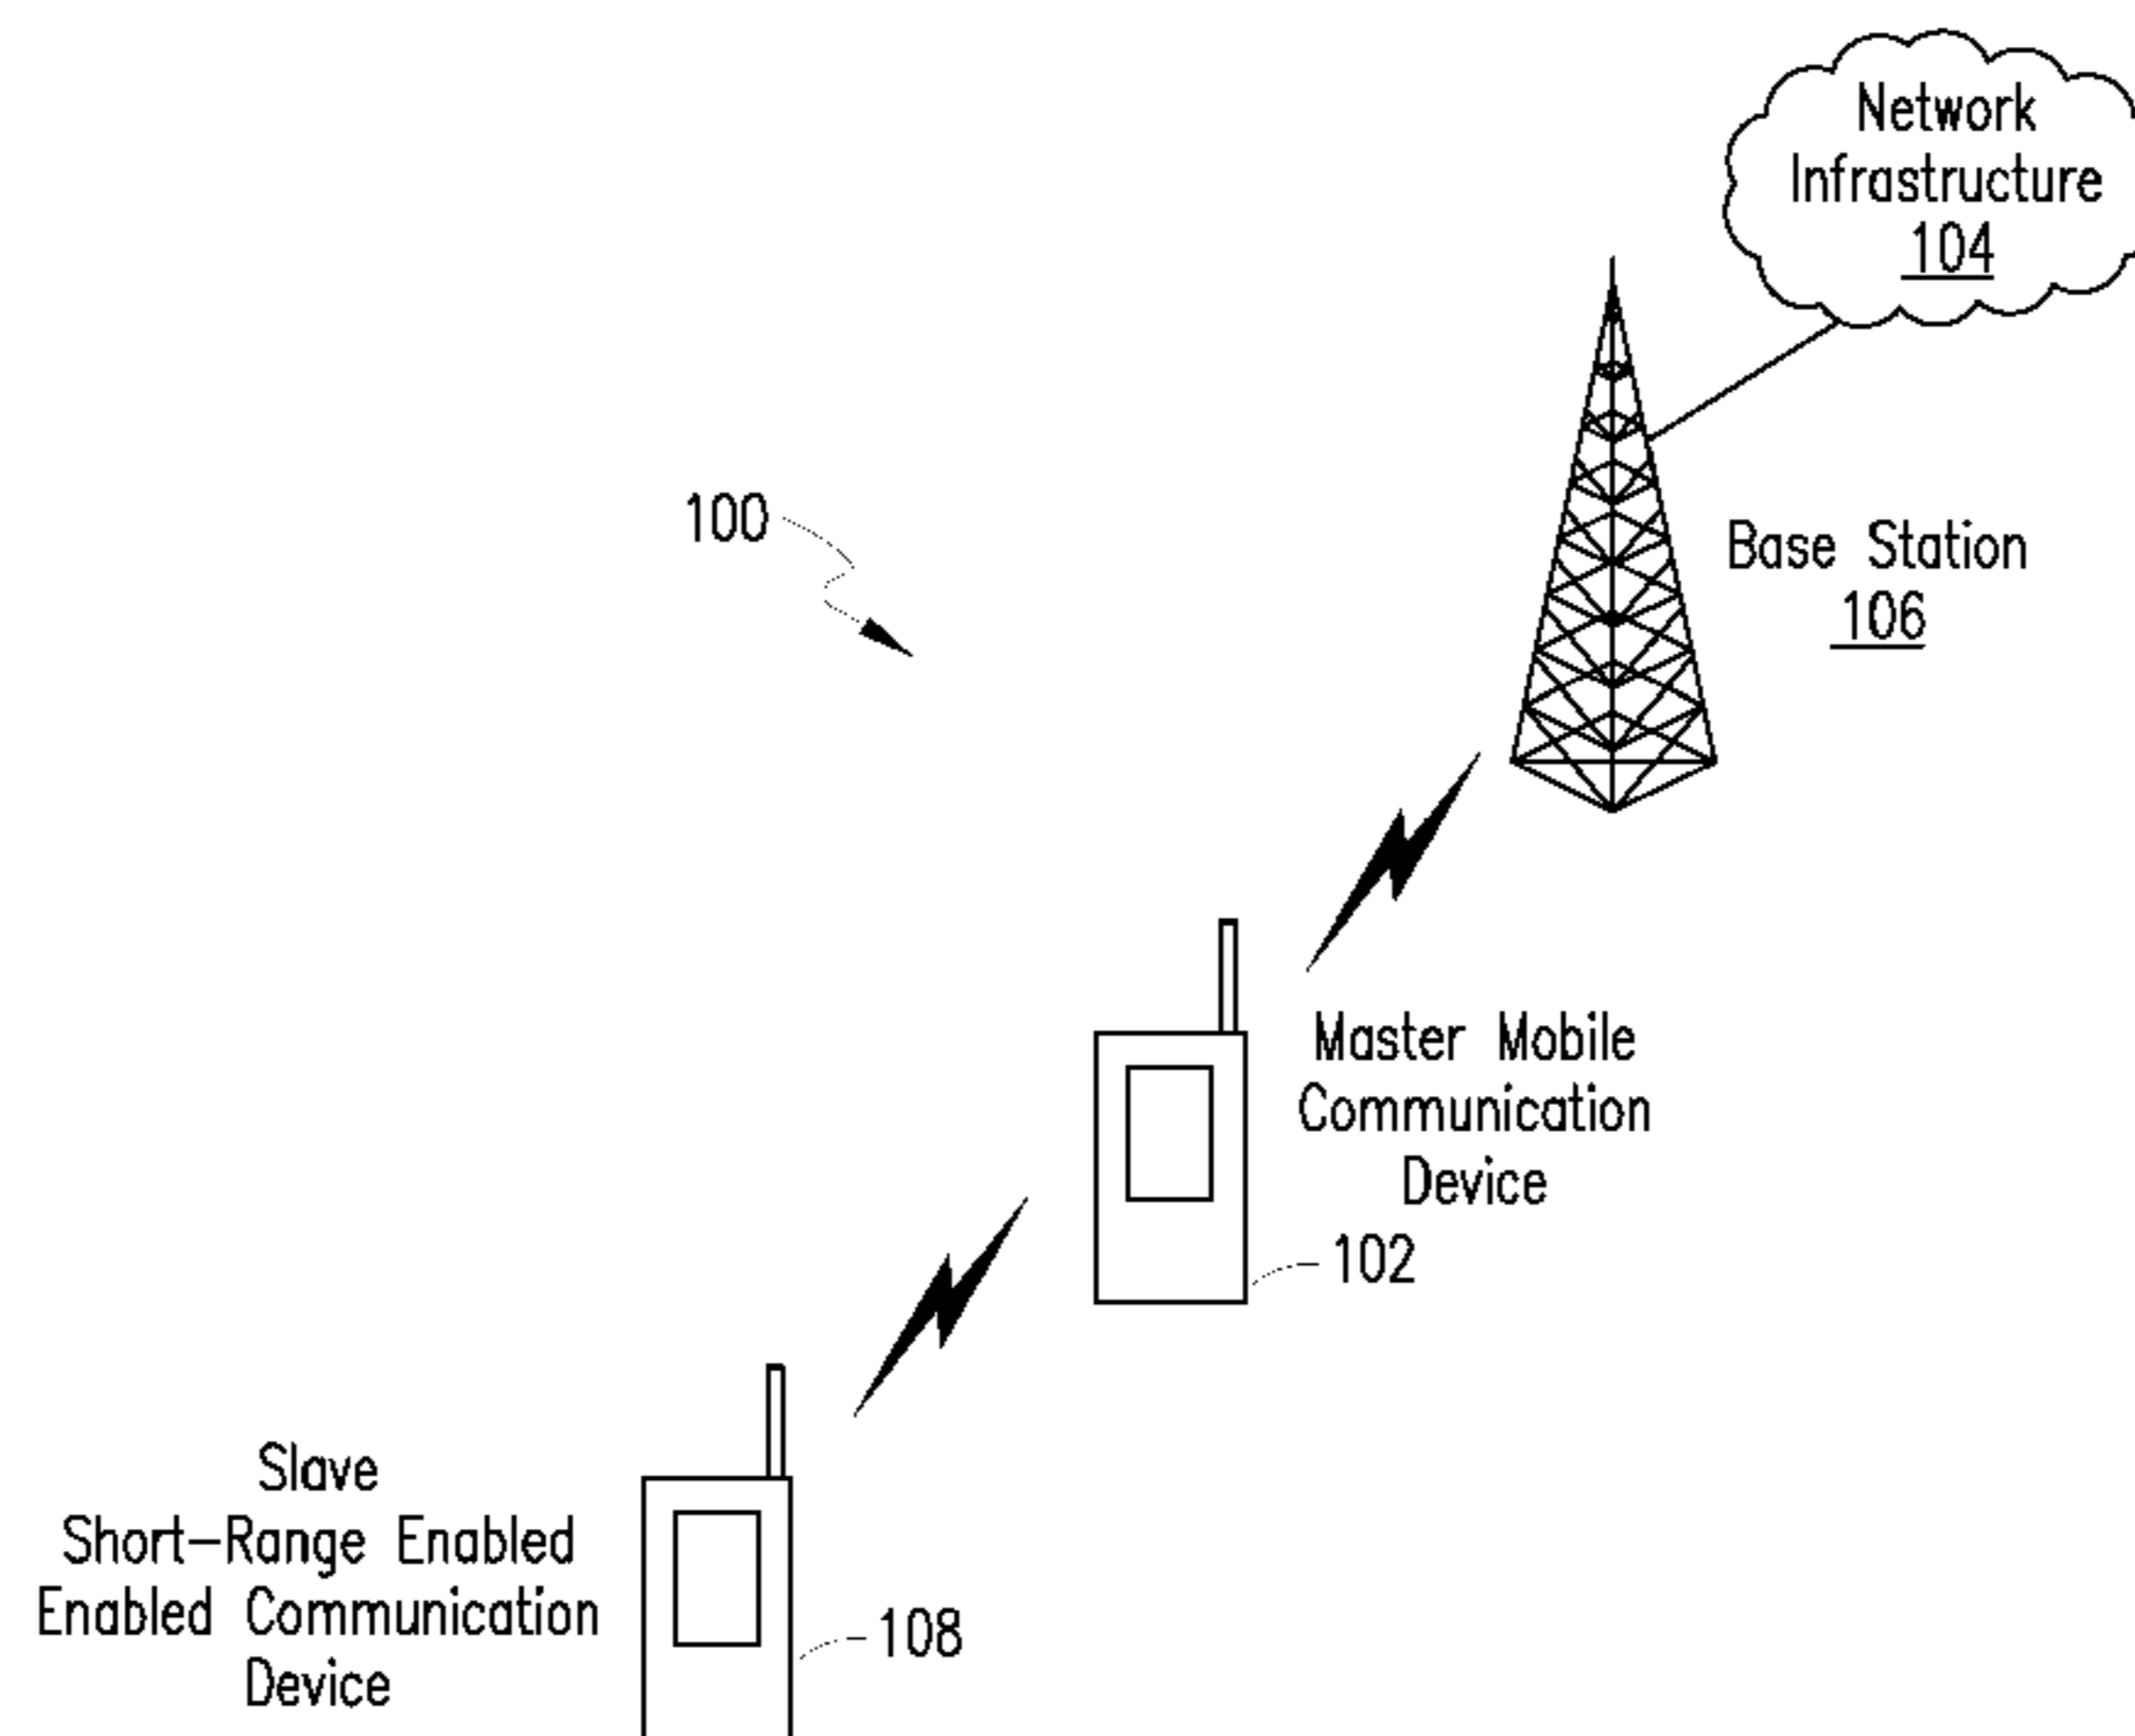 Network
Infrastructure
104
100
Base Station
106
Master Mobile
Communication
Device
102
Slave
Short-Range Enabled
Enabled Communication
Device
108